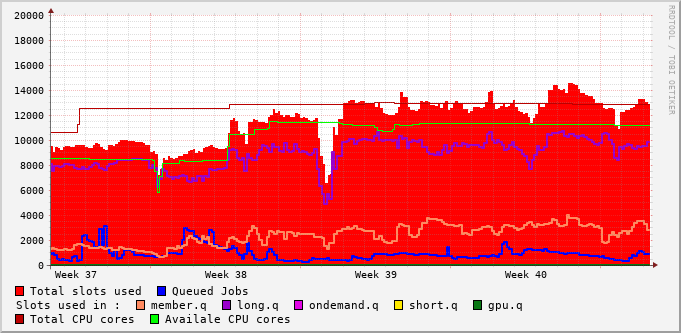 RRDTOOL / TOBI OETIKER
20000
18000
16000
14000
12000
10000
8000
6000
4000
2000
0
Week 37 Week 38 Week 39 Week 40
Total slots used Queued Jobs
Slots used in : member.q long.q ondemand.q short.q gpu.q
Total CPU cores Availale CPU cores